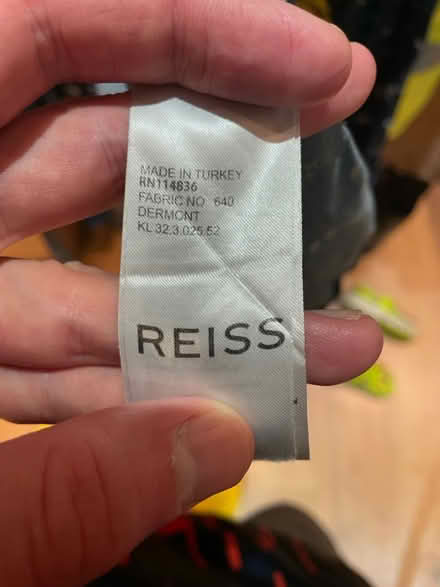 MADE IN TURKEY
RN114836
FABRIC NO 640
DERMONT
KL 32.3.025.52
REISS